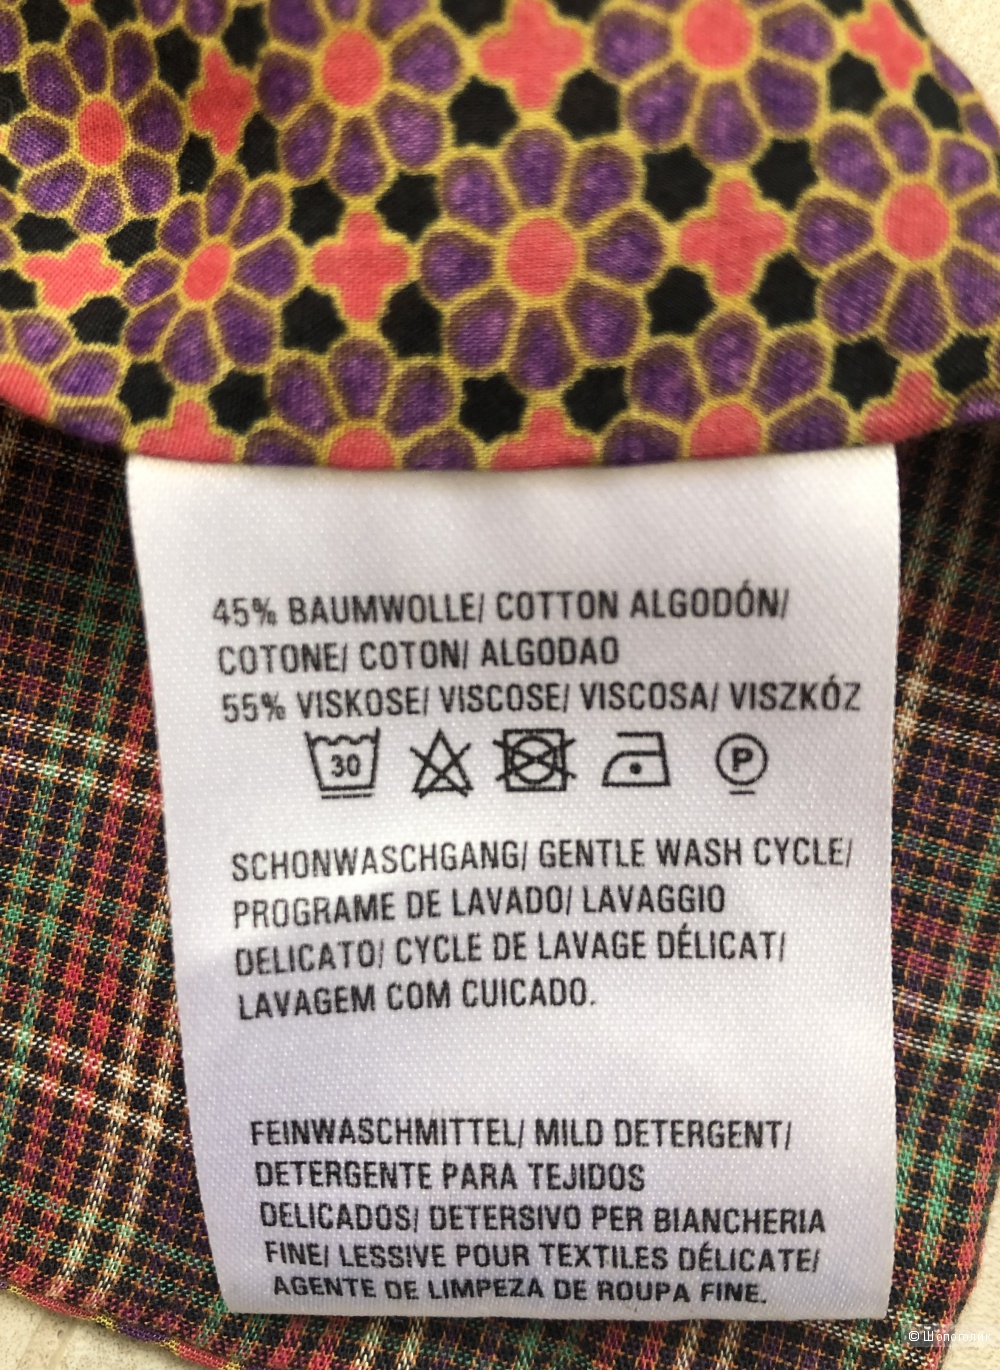 45% BAUMWOLLE/ COTTON ALGODÓN/
COTONE/ COTON/ ALGODAO
55% VISKOSE/ VISCOSE/ VISCOSA/ VISZKÓZ
30 P
SCHONWASCHGANG/ GENTLE WASH CYCLE/
PROGRAME DE LAVADO/ LAVAGGIO
DELICATO/ CYCLE DE LAVAGE DÉLICAT/
LAVAGEM COM CUICADO.
FEINWASCHMITTEL/ MILD DETERGENT/
DETERGENTE PARA TEJIDOS
DELICADOS/ DETERSIVO PER BIANCHERIA
FINE/ LESSIVE POUR TEXTILES DÉLICATE/
AGENTE DE LIMPEZA DE ROUPA FINE.
© Шопоголик